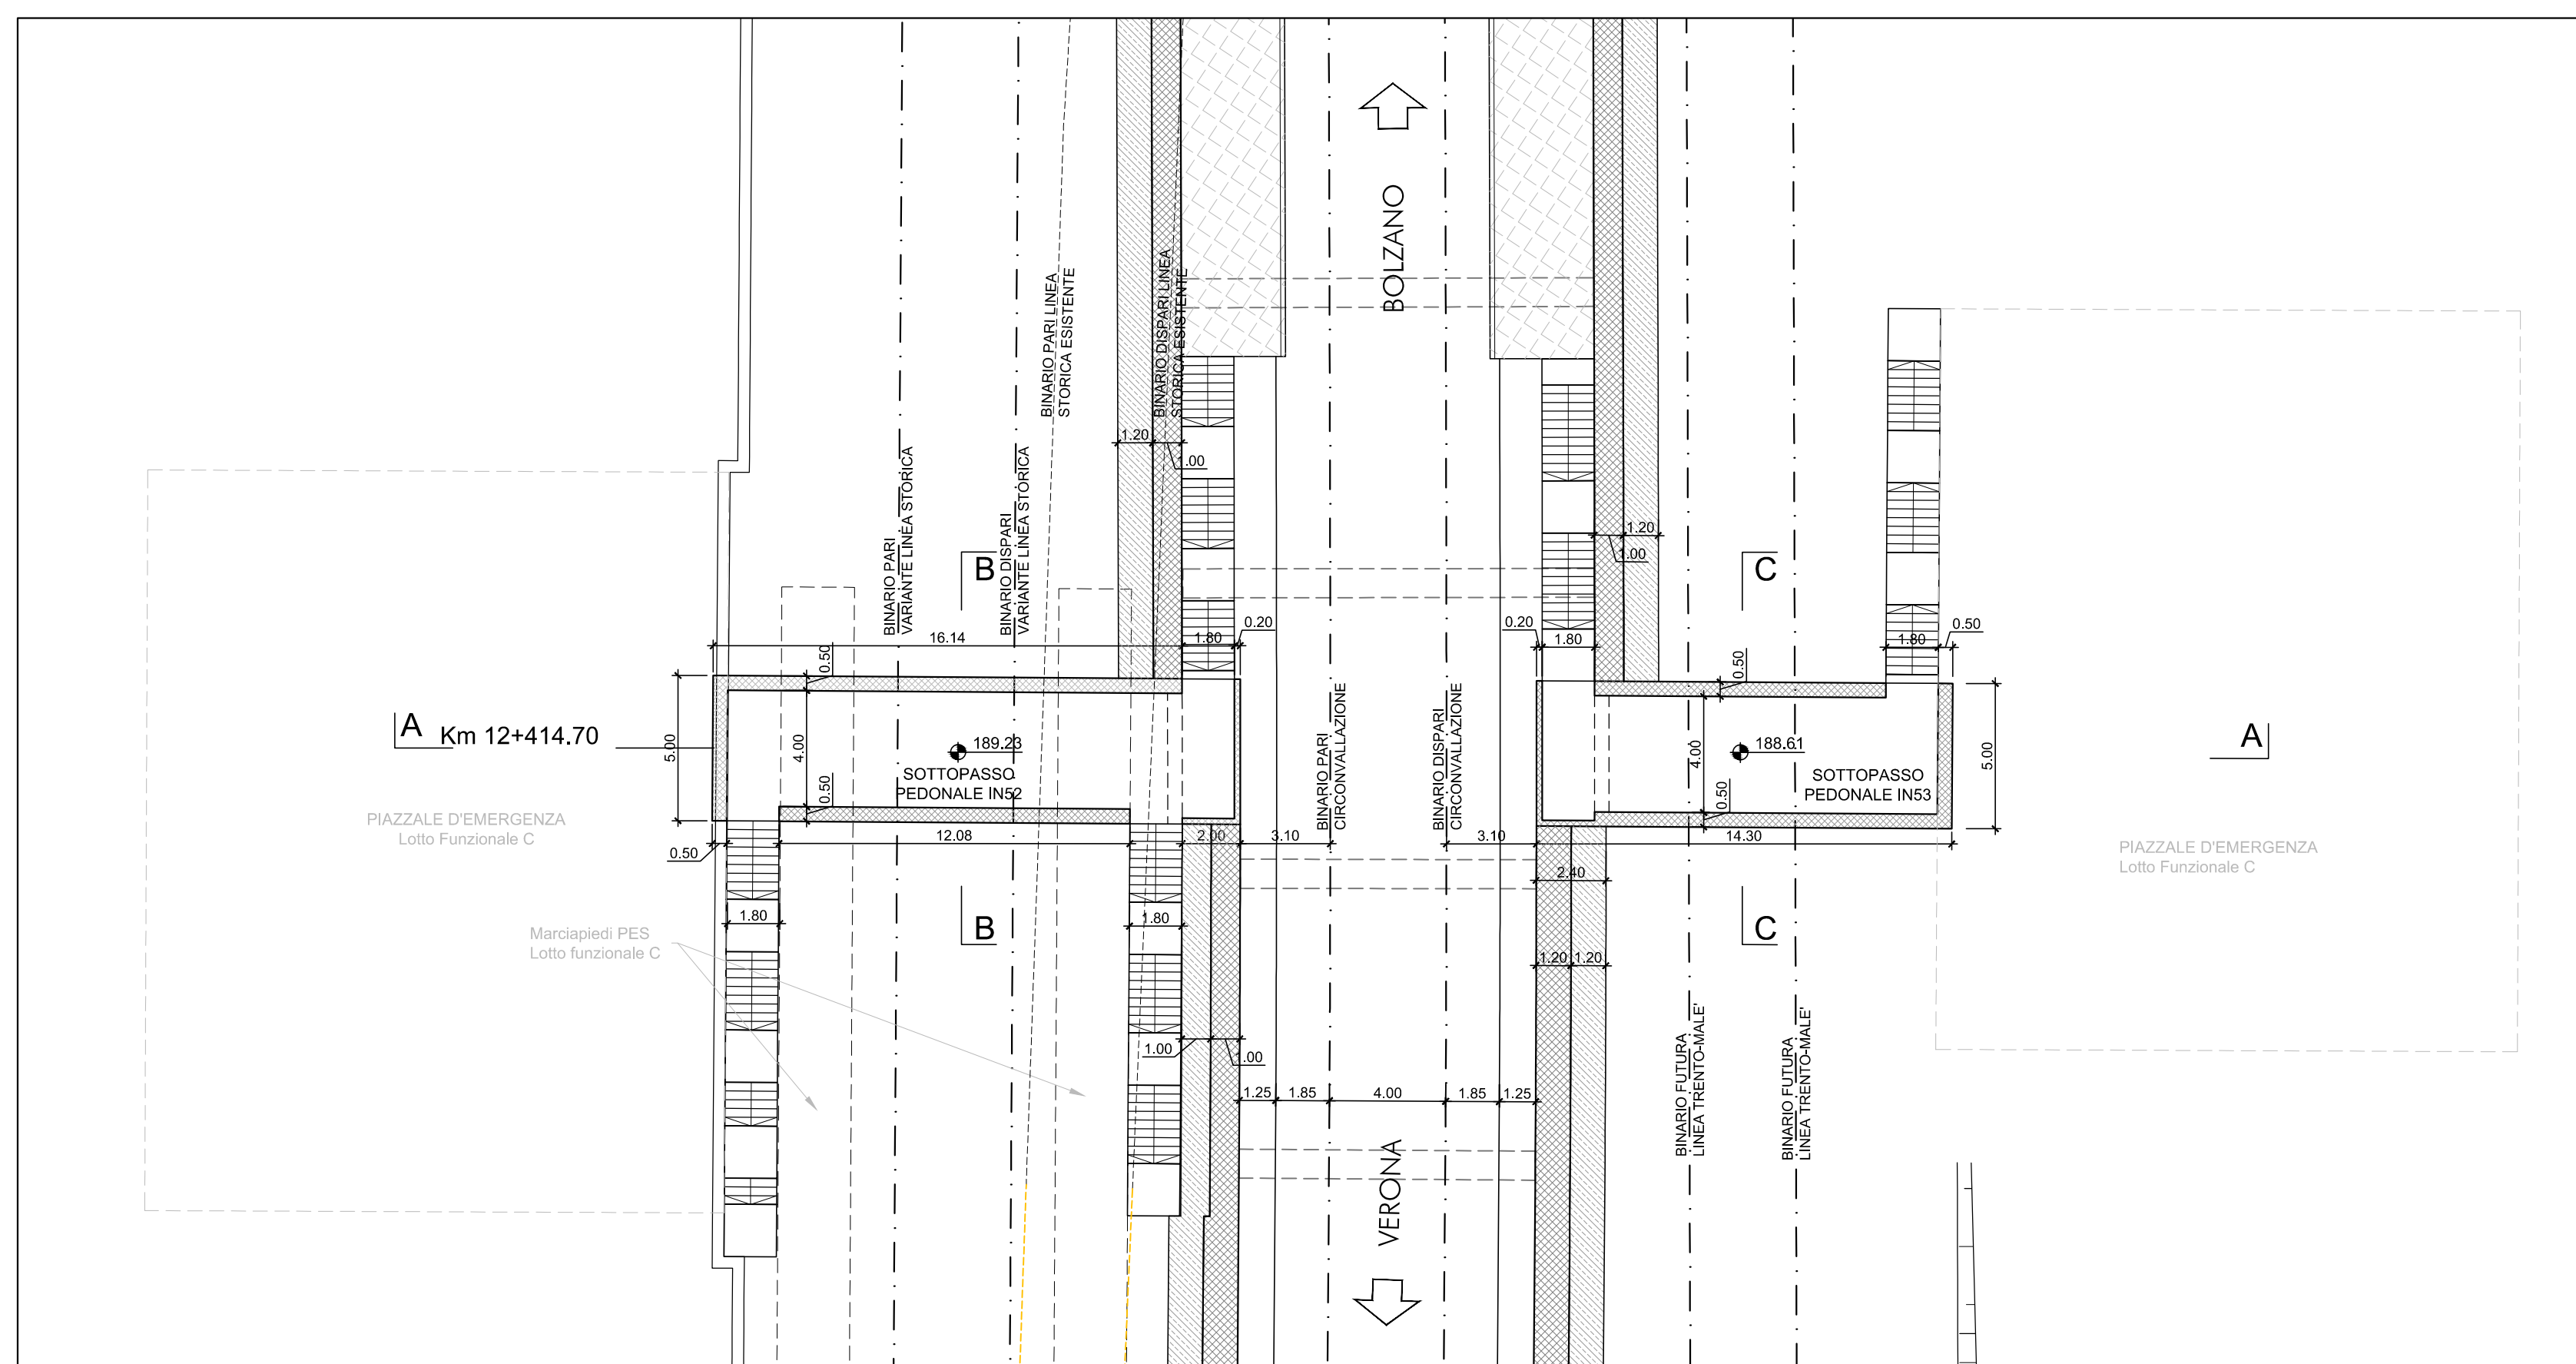 BOLZANO
BINARIO PARI LINEA
STORICA ESISTENTE
BINARIO DISPARI LINEA
STORICA ESISTENTE
1.20
1.00
BINARIO PARI
VARIANTE LINEA STORICA
BINARIO DISPARI
VARIANTE LINEA STORICA
1.20
1.00
B
C
16.14
1.80
0.20
0.20
1.80
1.80
0.50
0.50
0.50
A
Km 12+414.70
5.00
4.00
189.23
SOTTOPASSO
PEDONALE IN52
0.50
BINARIO PARI
CIRCONVALLAZIONE
BINARIO DISPARI
CIRCONVALLAZIONE
4.00
188.61
SOTTOPASSO
PEDONALE IN53
0.50
5.00
A
PIAZZALE D'EMERGENZA
Lotto Funzionale C
0.50
12.08
2.00
3.10
3.10
14.30
2.40
PIAZZALE D'EMERGENZA
Lotto Funzionale C
1.80
1.80
B
C
Marciapiedi PES
Lotto funzionale C
1.20
1.20
1.00
1.00
1.25
1.85
4.00
1.85
1.25
BINARIO FUTURA
LINEA TRENTO-MALE'
BINARIO FUTURA
LINEA TRENTO-MALE'
VERONA